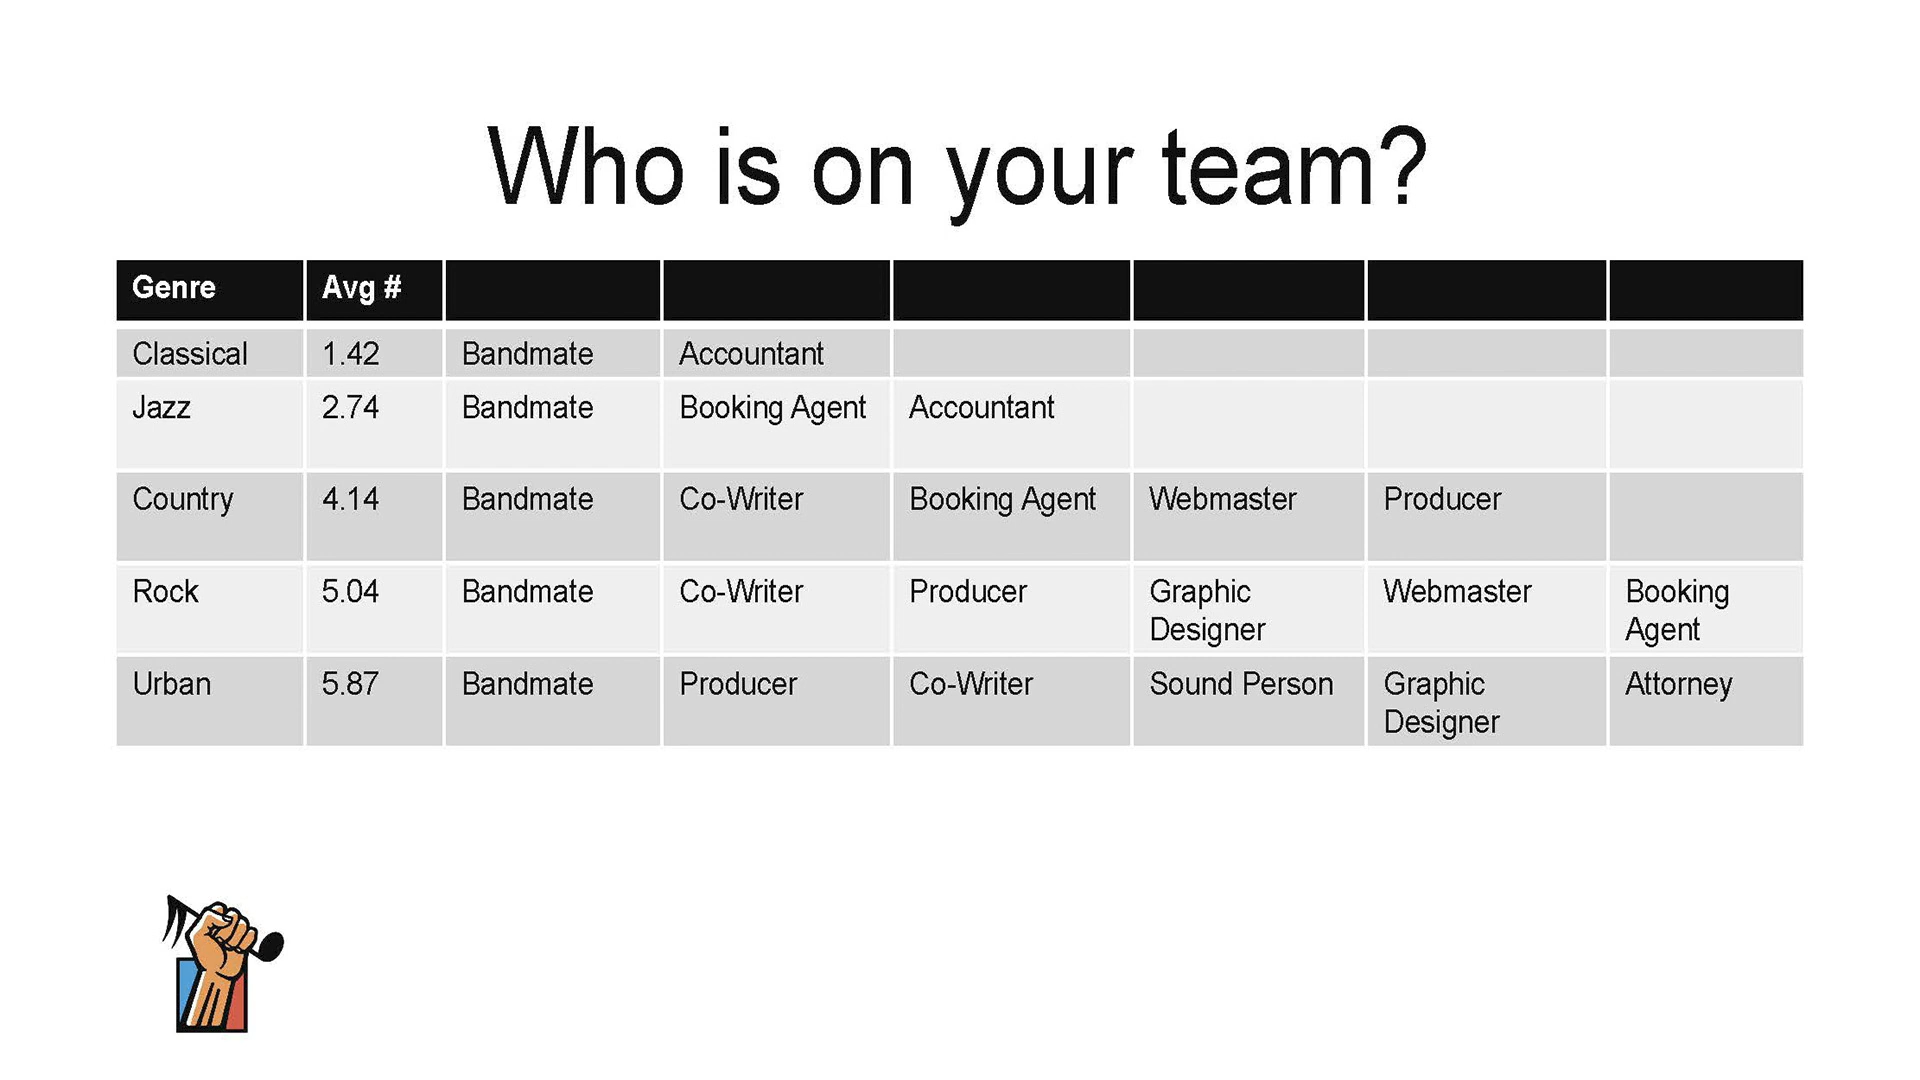 Who is on your team?
Genre Avg #
Classical 1.42 Bandmate Accountant
Jazz 2.74 Bandmate Booking Agent Accountant
Country 4.14 Bandmate Co-Writer Booking Agent Webmaster Producer
Rock 5.04 Bandmate Co-Writer Producer Graphic Designer Webmaster Booking Agent
Urban 5.87 Bandmate Producer Co-Writer Sound Person Graphic Designer Attorney